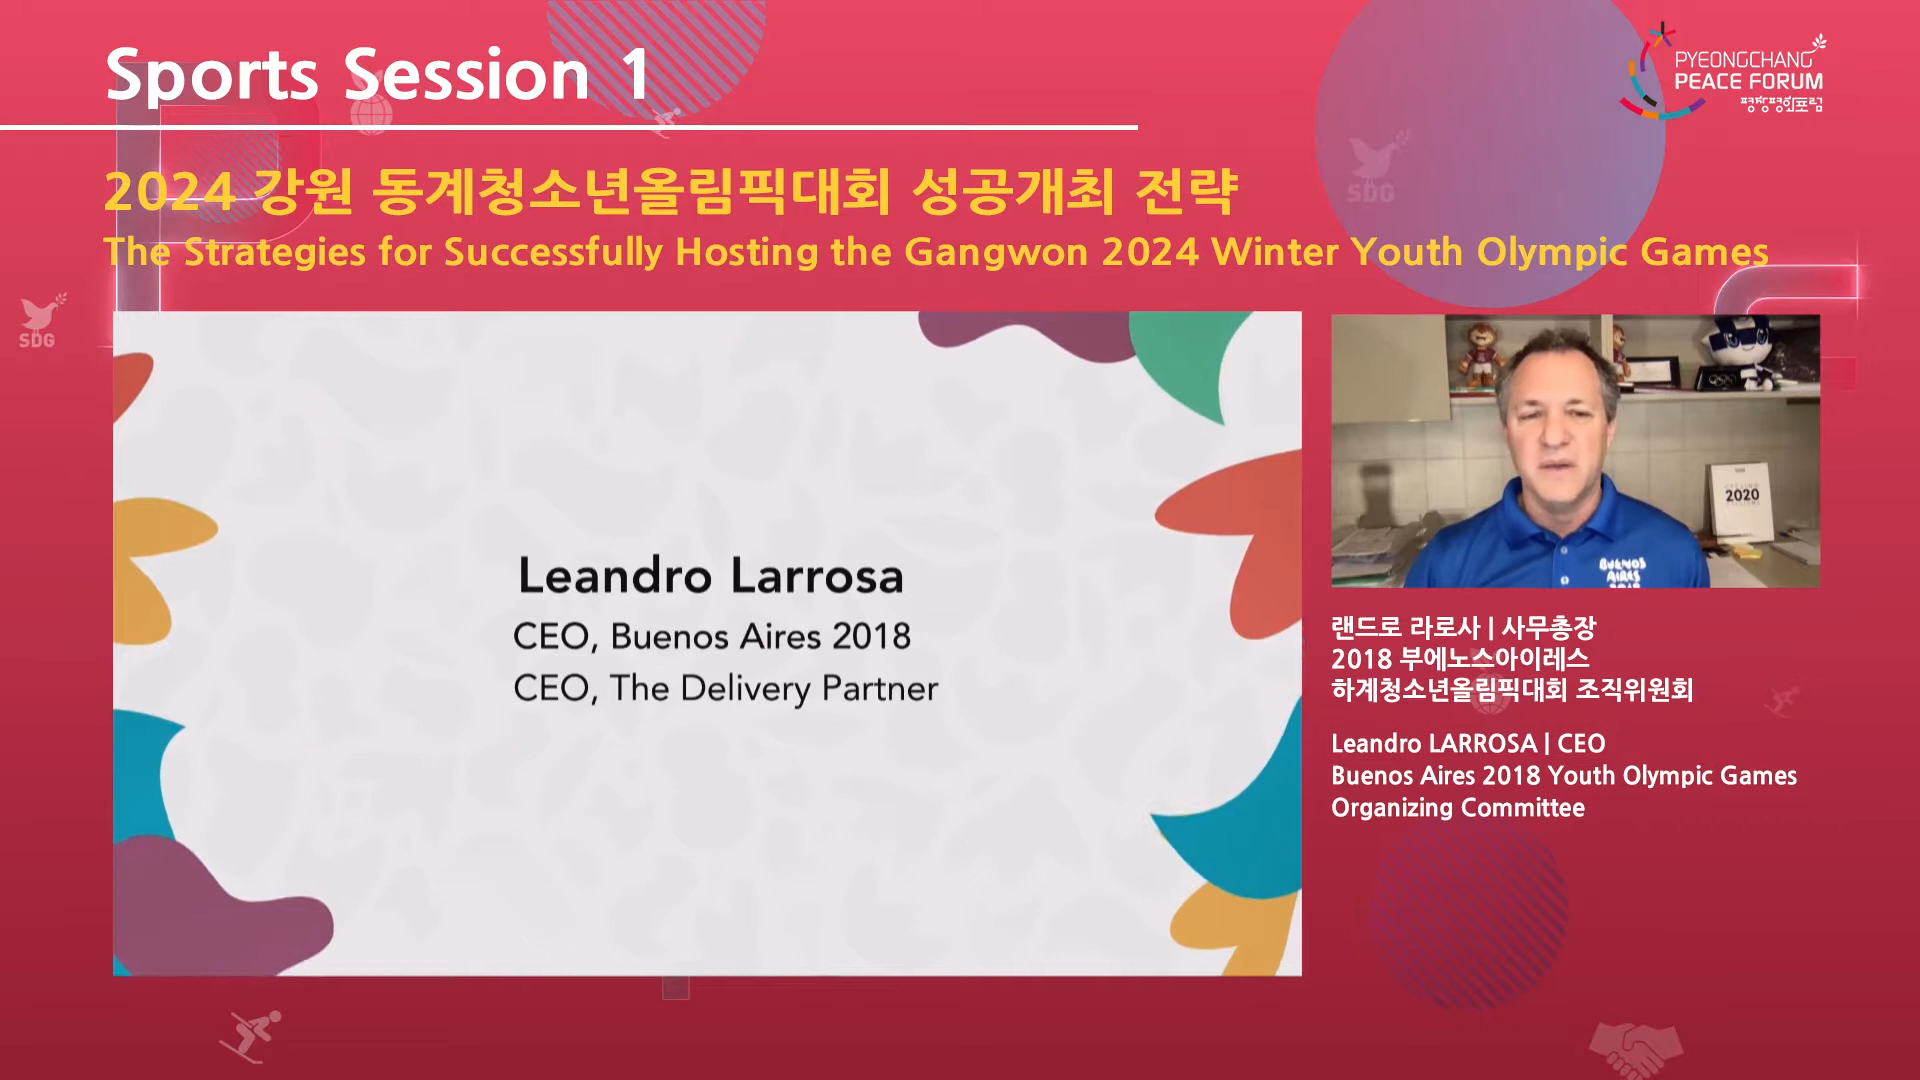 Sports Session 1
PYEONGCHANG
PEACE FORUM
평창평화포럼
2024 강원 동계청소년올림픽대회 성공개최 전략
The Strategies for Successfully Hosting the Gangwon 2024 Winter Youth Olympic Games
SDG
SDG
Leandro Larrosa
CEO, Buenos Aires 2018
CEO, The Delivery Partner
2020
BUENOS
AIRES
2018
랜드로 라로사 | 사무총장
2018 부에노스아이레스
하계청소년올림픽대회 조직위원회
Leandro LARROSA | CEO
Buenos Aires 2018 Youth Olympic Games
Organizing Committee